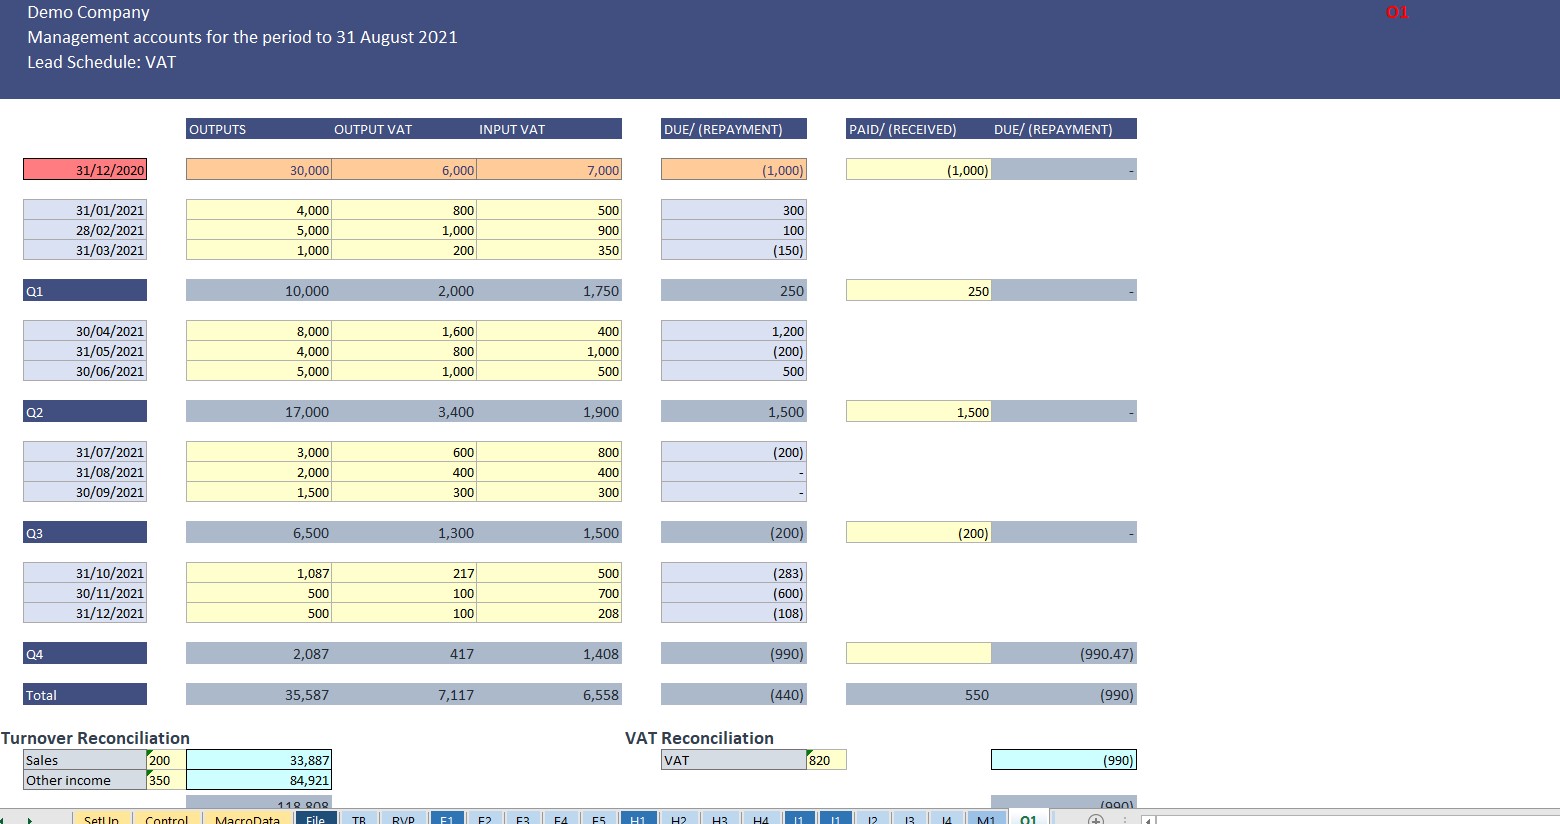 Demo Company O1
Management accounts for the period to 31 August 2021
Lead Schedule: VAT
OUTPUTS OUTPUT VAT INPUT VAT DUE/ (REPAYMENT) PAID/ (RECEIVED) DUE/ (REPAYMENT)
31/12/2020 30,000 6,000 7,000 (1,000) (1,000) -
31/01/2021 4,000 800 500 300
28/02/2021 5,000 1,000 900 100
31/03/2021 1,000 200 350 (150)
Q1 10,000 2,000 1,750 250 250 -
30/04/2021 8,000 1,600 400 1,200
31/05/2021 4,000 800 1,000 (200)
30/06/2021 5,000 1,000 500 500
Q2 17,000 3,400 1,900 1,500 1,500 -
31/07/2021 3,000 600 800 (200)
31/08/2021 2,000 400 400 -
30/09/2021 1,500 300 300 -
Q3 6,500 1,300 1,500 (200) (200) -
31/10/2021 1,087 217 500 (283)
30/11/2021 500 100 700 (600)
31/12/2021 500 100 208 (108)
Q4 2,087 417 1,408 (990) (990.47)
Total 35,587 7,117 6,558 (440) 550 (990)
Turnover Reconciliation VAT Reconciliation
Sales 200 33,887 VAT 820 (990)
Other income 350 84,921
118,808 (990)
SetUp Control MacroData File TB RVP E1 E2 E3 E4 E5 H1 H2 H3 H4 I1 J1 J2 J3 J4 M1 O1